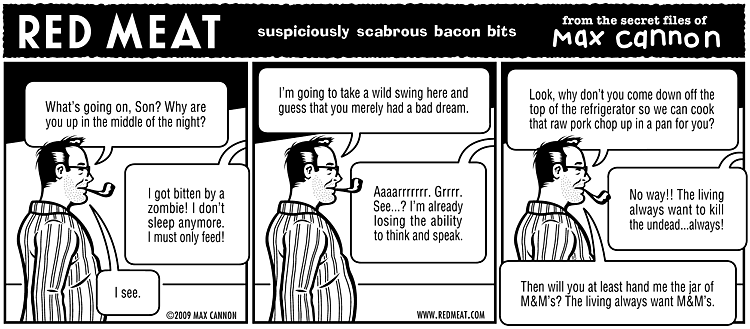 RED MEAT
suspiciously scabrous bacon bits
from the secret files of
Max cannon
What's going on, Son? Why are
you up in the middle of the night?
I got bitten by a
zombie! I don't
sleep anymore.
I must only feed!
I see.
©2009 MAX CANNON
I'm going to take a wild swing here and
guess that you merely had a bad dream.
Aaaarrrrrrr. Grrrr.
See...? I'm already
losing the ability
to think and speak.
WWW.REDMEAT.COM
Look, why don't you come down off the
top of the refrigerator so we can cook
that raw pork chop up in a pan for you?
No way!! The living
always want to kill
the undead...always!
Then will you at least hand me the jar of
M&M's? The living always want M&M's.